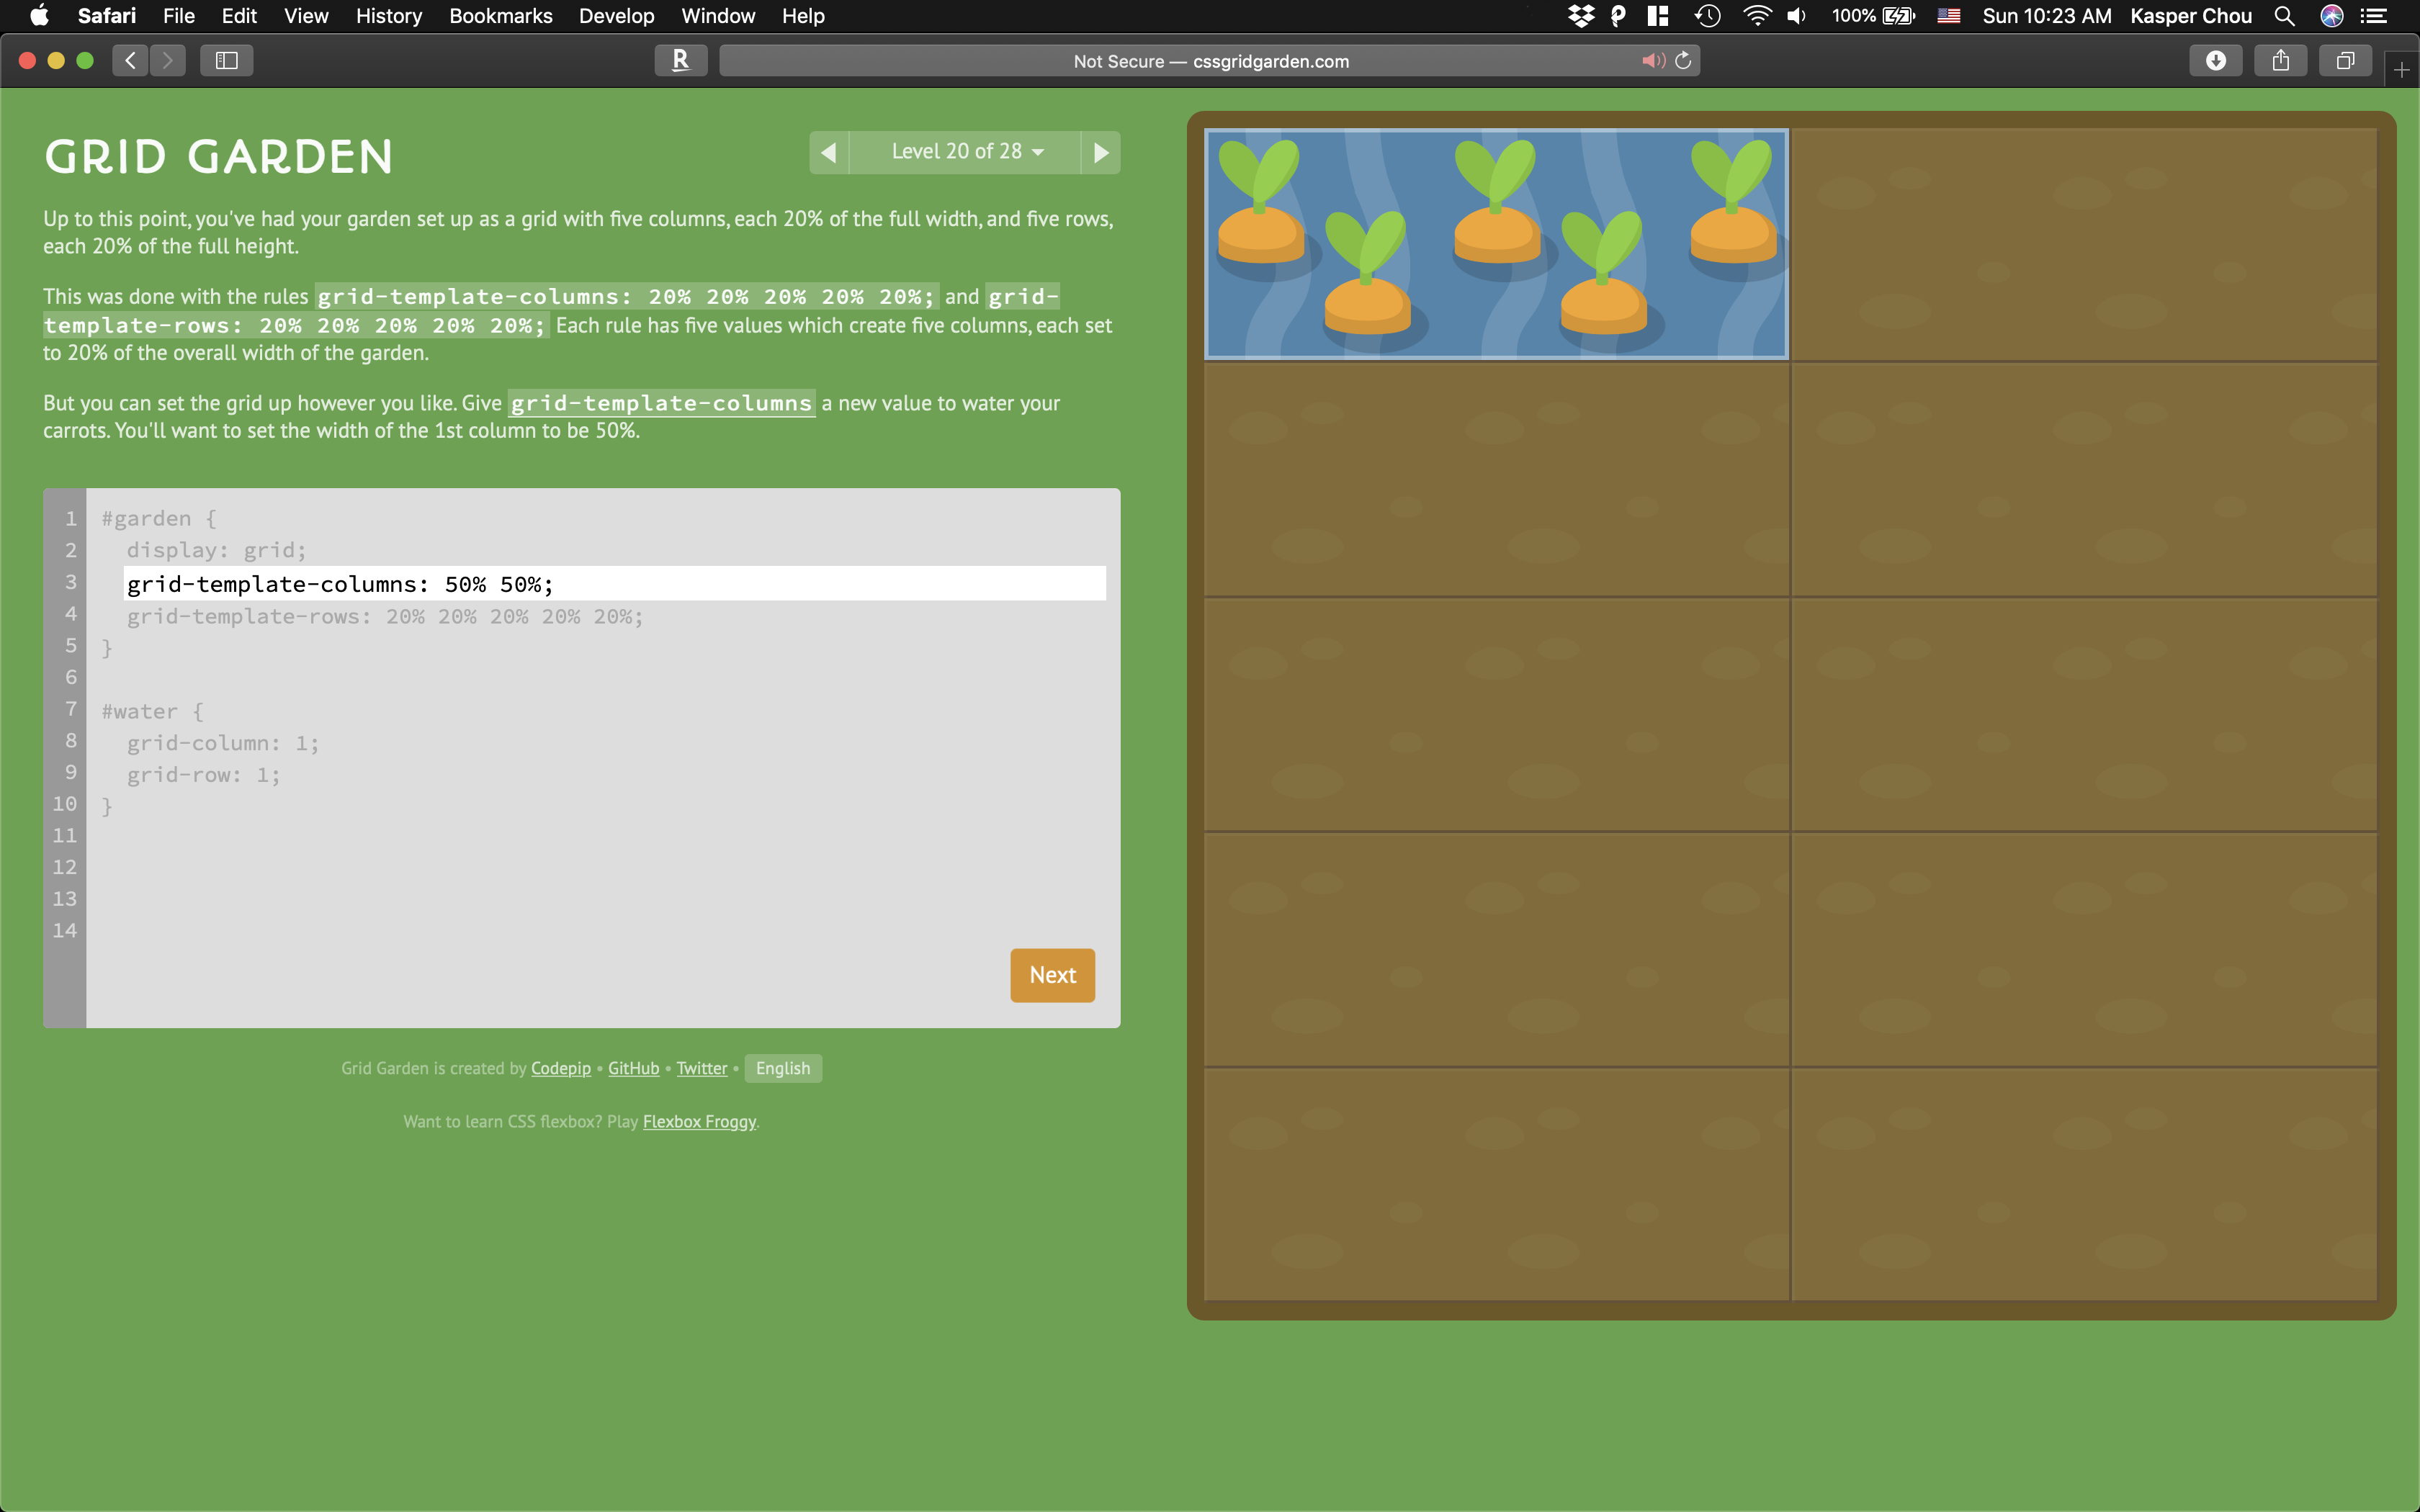 Safari File Edit View History Bookmarks Develop Window Help 100% Sun 10:23 AM Kasper Chou
R Not Secure — cssgridgarden.com
GRID GARDEN
Level 20 of 28
Up to this point, you've had your garden set up as a grid with five columns, each 20% of the full width, and five rows,
each 20% of the full height.
This was done with the rules grid-template-columns: 20% 20% 20% 20% 20%; and grid-
template-rows: 20% 20% 20% 20% 20%; Each rule has five values which create five columns, each set
to 20% of the overall width of the garden.
But you can set the grid up however you like. Give grid-template-columns a new value to water your
carrots. You'll want to set the width of the 1st column to be 50%.
1 #garden {
2 display: grid;
3 grid-template-columns: 50% 50%;
4 grid-template-rows: 20% 20% 20% 20% 20%;
5 }
6
7 #water {
8 grid-column: 1;
9 grid-row: 1;
10 }
11
12
13
14
Next
Grid Garden is created by Codepip • GitHub • Twitter • English
Want to learn CSS flexbox? Play Flexbox Froggy.